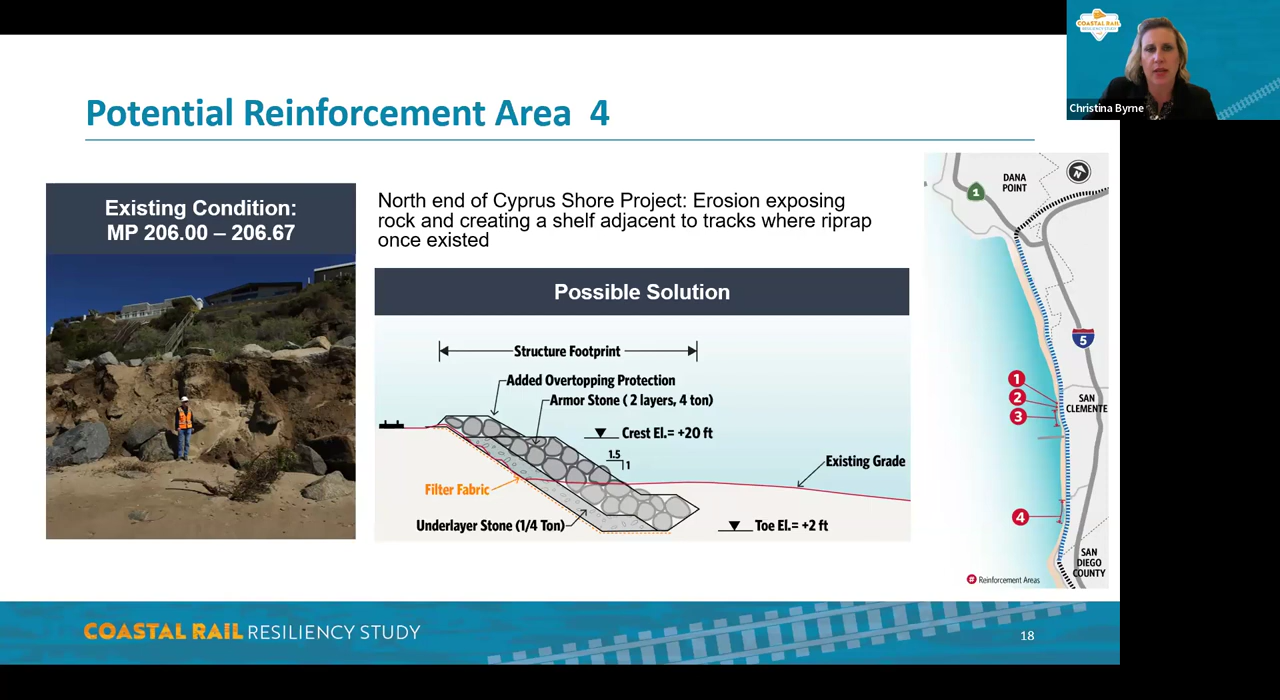 COASTAL RAIL
RESILIENCY STUDY
Christina Byrne
Potential Reinforcement Area 4
Existing Condition:
MP 206.00 – 206.67
North end of Cyprus Shore Project: Erosion exposing
rock and creating a shelf adjacent to tracks where riprap
once existed
Possible Solution
Structure Footprint
Added Overtopping Protection
Armor Stone ( 2 layers, 4 ton)
Crest El.= +20 ft
1.5
1
Existing Grade
Filter Fabric
Underlayer Stone (1/4 Ton)
Toe El.= +2 ft
N
1
DANA
POINT
5
1
2
3
SAN
CLEMENTE
4
SAN
DIEGO
COUNTY
# Reinforcement Areas
COASTAL RAIL RESILIENCY STUDY
18